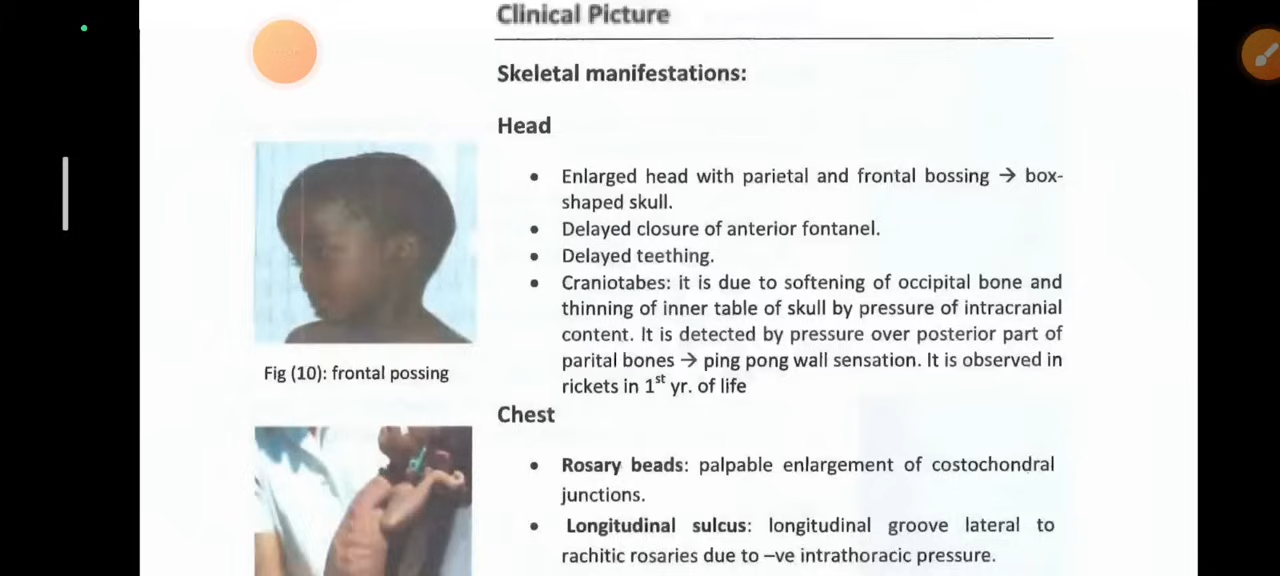 Clinical Picture
Skeletal manifestations:
Head
• Enlarged head with parietal and frontal bossing → box-
shaped skull.
• Delayed closure of anterior fontanel.
• Delayed teething.
• Craniotabes: it is due to softening of occipital bone and
thinning of inner table of skull by pressure of intracranial
content. It is detected by pressure over posterior part of
parital bones → ping pong wall sensation. It is observed in
rickets in 1st yr. of life
Fig (10): frontal possing
Chest
• Rosary beads: palpable enlargement of costochondral
junctions.
• Longitudinal sulcus: longitudinal groove lateral to
rachitic rosaries due to –ve intrathoracic pressure.